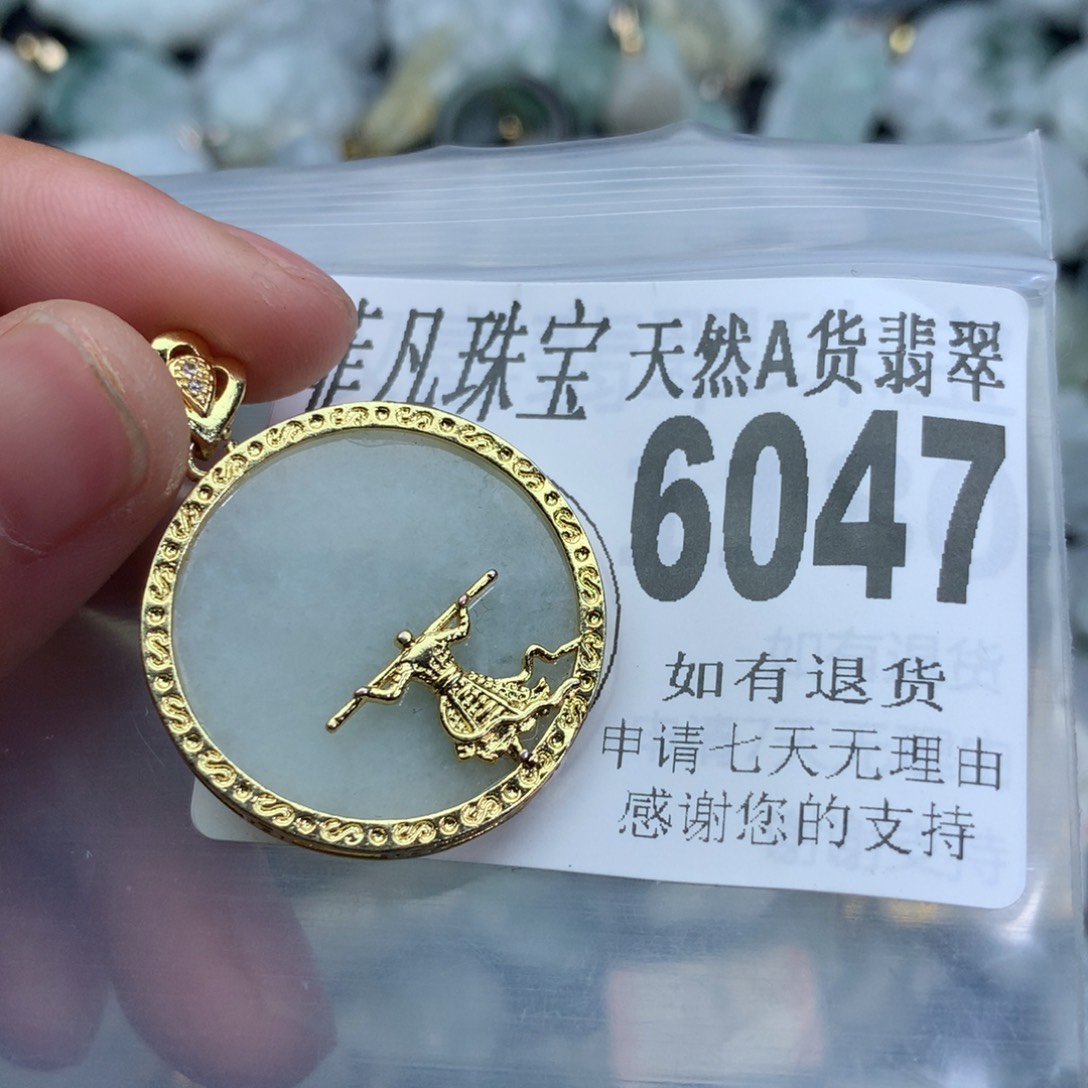 菲凡珠宝 天然A货翡翠
6047
如有退货
申请七天无理由
感谢您的支持